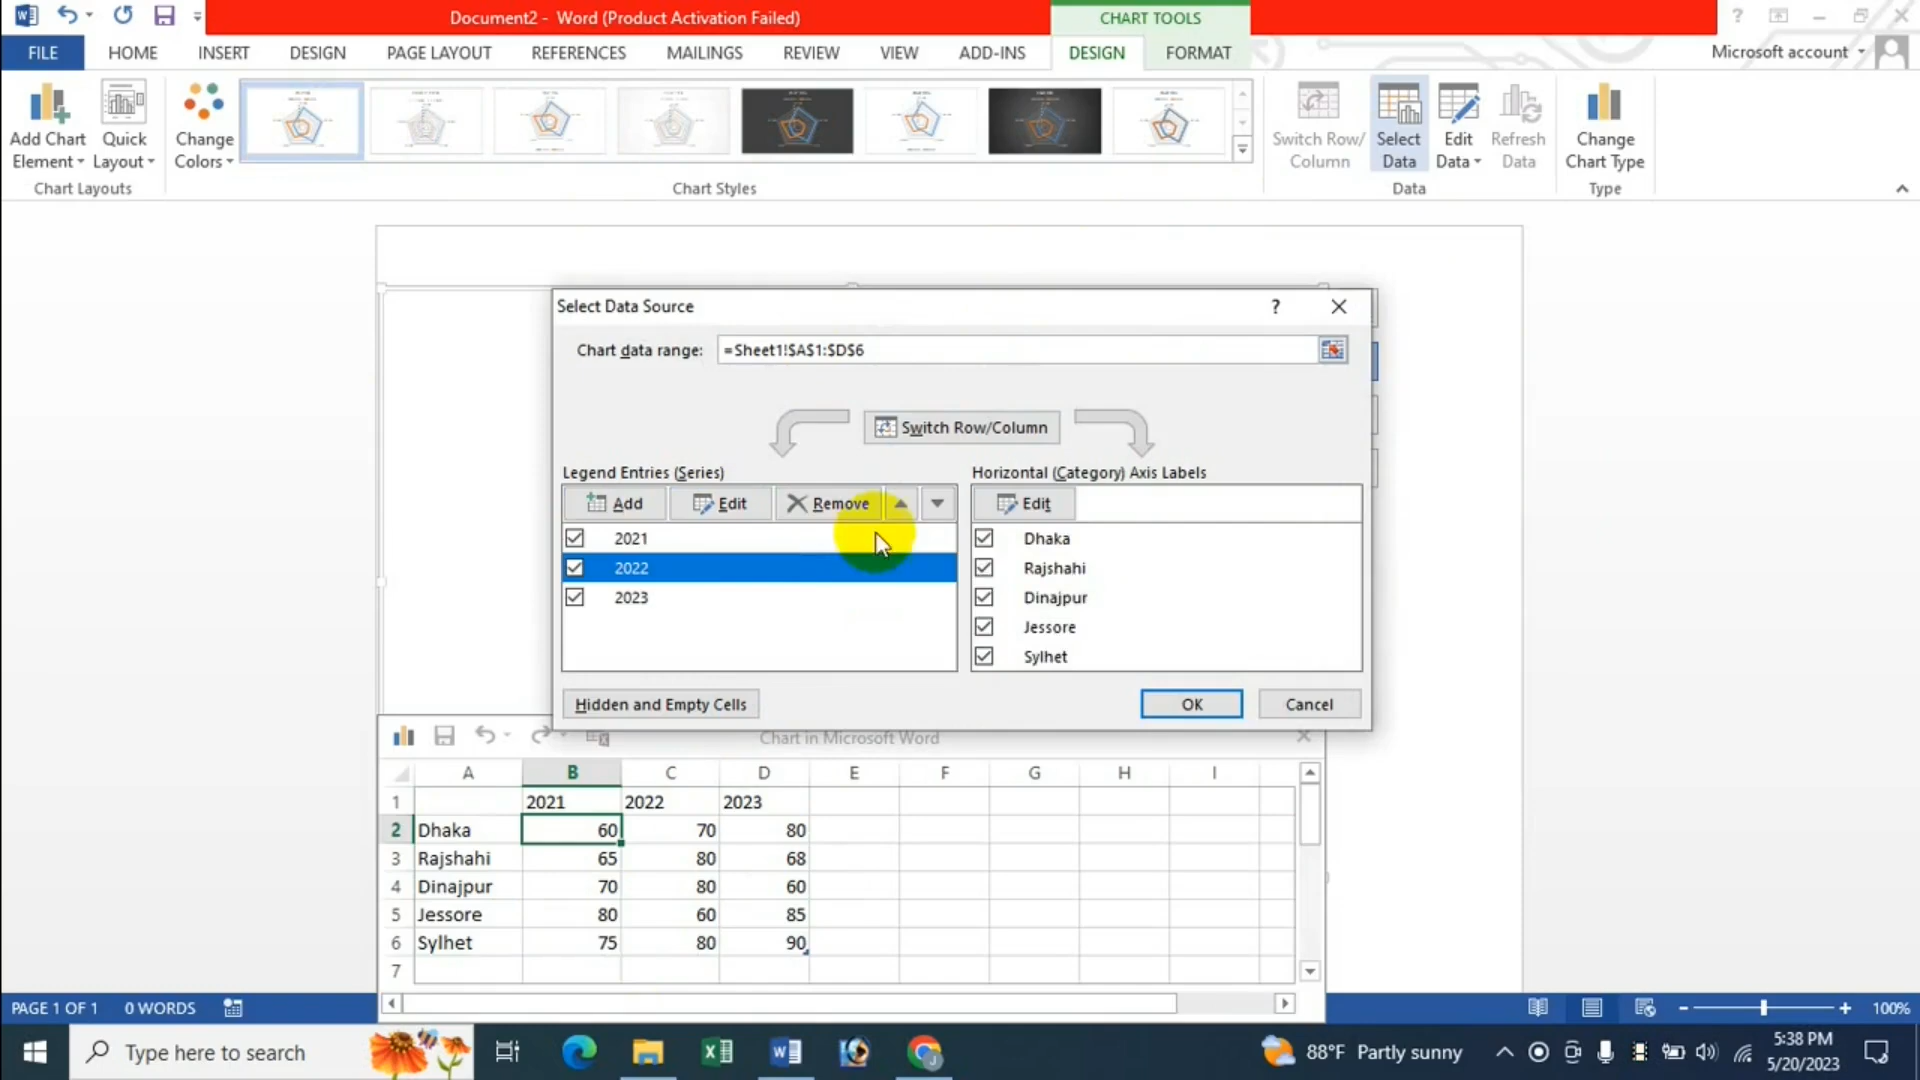 Document2 - Word (Product Activation Failed)
CHART TOOLS
?
FILE
HOME
INSERT
DESIGN
PAGE LAYOUT
REFERENCES
MAILINGS
REVIEW
VIEW
ADD-INS
DESIGN
FORMAT
Microsoft account
Add Chart
Element
Quick
Layout
Change
Colors
Switch Row/
Column
Select
Data
Edit
Data
Refresh
Data
Change
Chart Type
Chart Layouts
Chart Styles
Data
Type
Select Data Source
?
Chart data range:
=Sheet1!$A$1:$D$6
Switch Row/Column
Legend Entries (Series)
Horizontal (Category) Axis Labels
Add
Edit
Remove
Edit
2021
2022
2023
Dhaka
Rajshahi
Dinajpur
Jessore
Sylhet
Hidden and Empty Cells
OK
Cancel
Chart in Microsoft Word
A B C D E F G H I
1 2021 2022 2023
2 Dhaka 60 70 80
3 Rajshahi 65 80 68
4 Dinajpur 70 80 60
5 Jessore 80 60 85
6 Sylhet 75 80 90
7
PAGE 1 OF 1
0 WORDS
100%
Type here to search
88°F Partly sunny
5:38 PM
5/20/2023